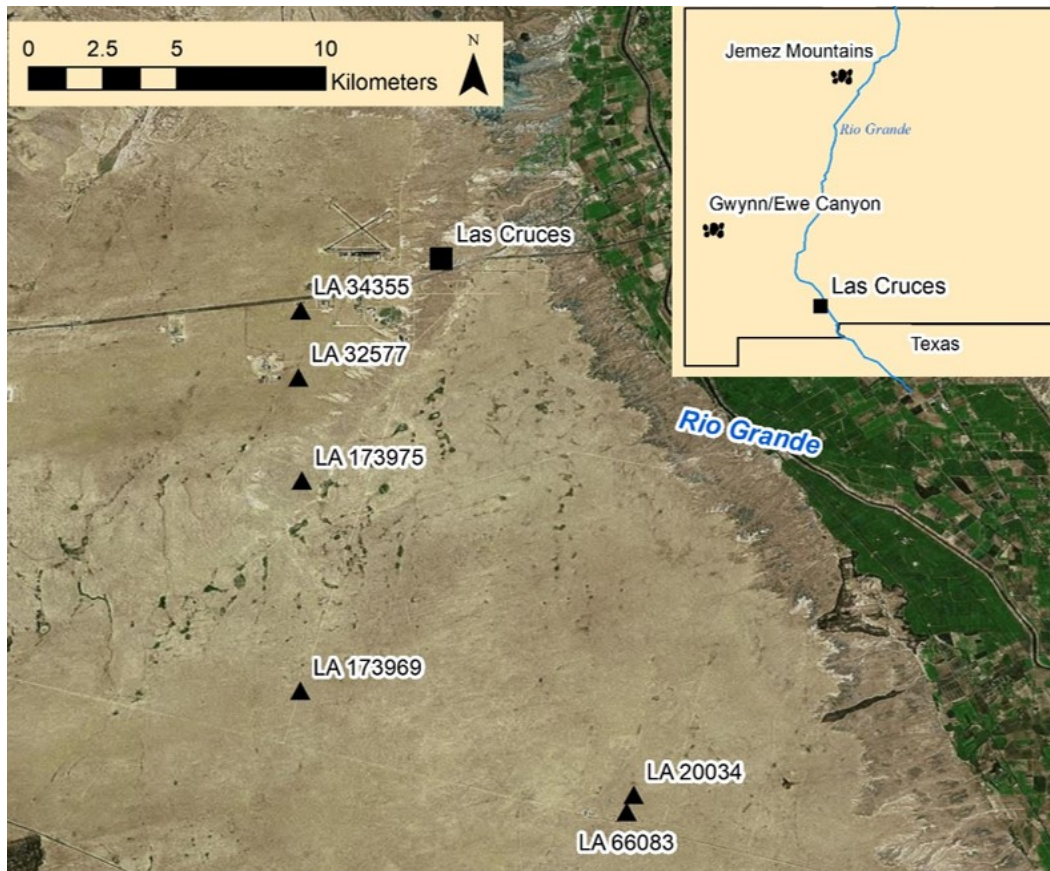 0 2.5 5 10
Kilometers
N
Jemez Mountains
Rio Grande
Gwynn/Ewe Canyon
Las Cruces
Texas
Las Cruces
LA 34355
LA 32577
Rio Grande
LA 173975
LA 173969
LA 20034
LA 66083